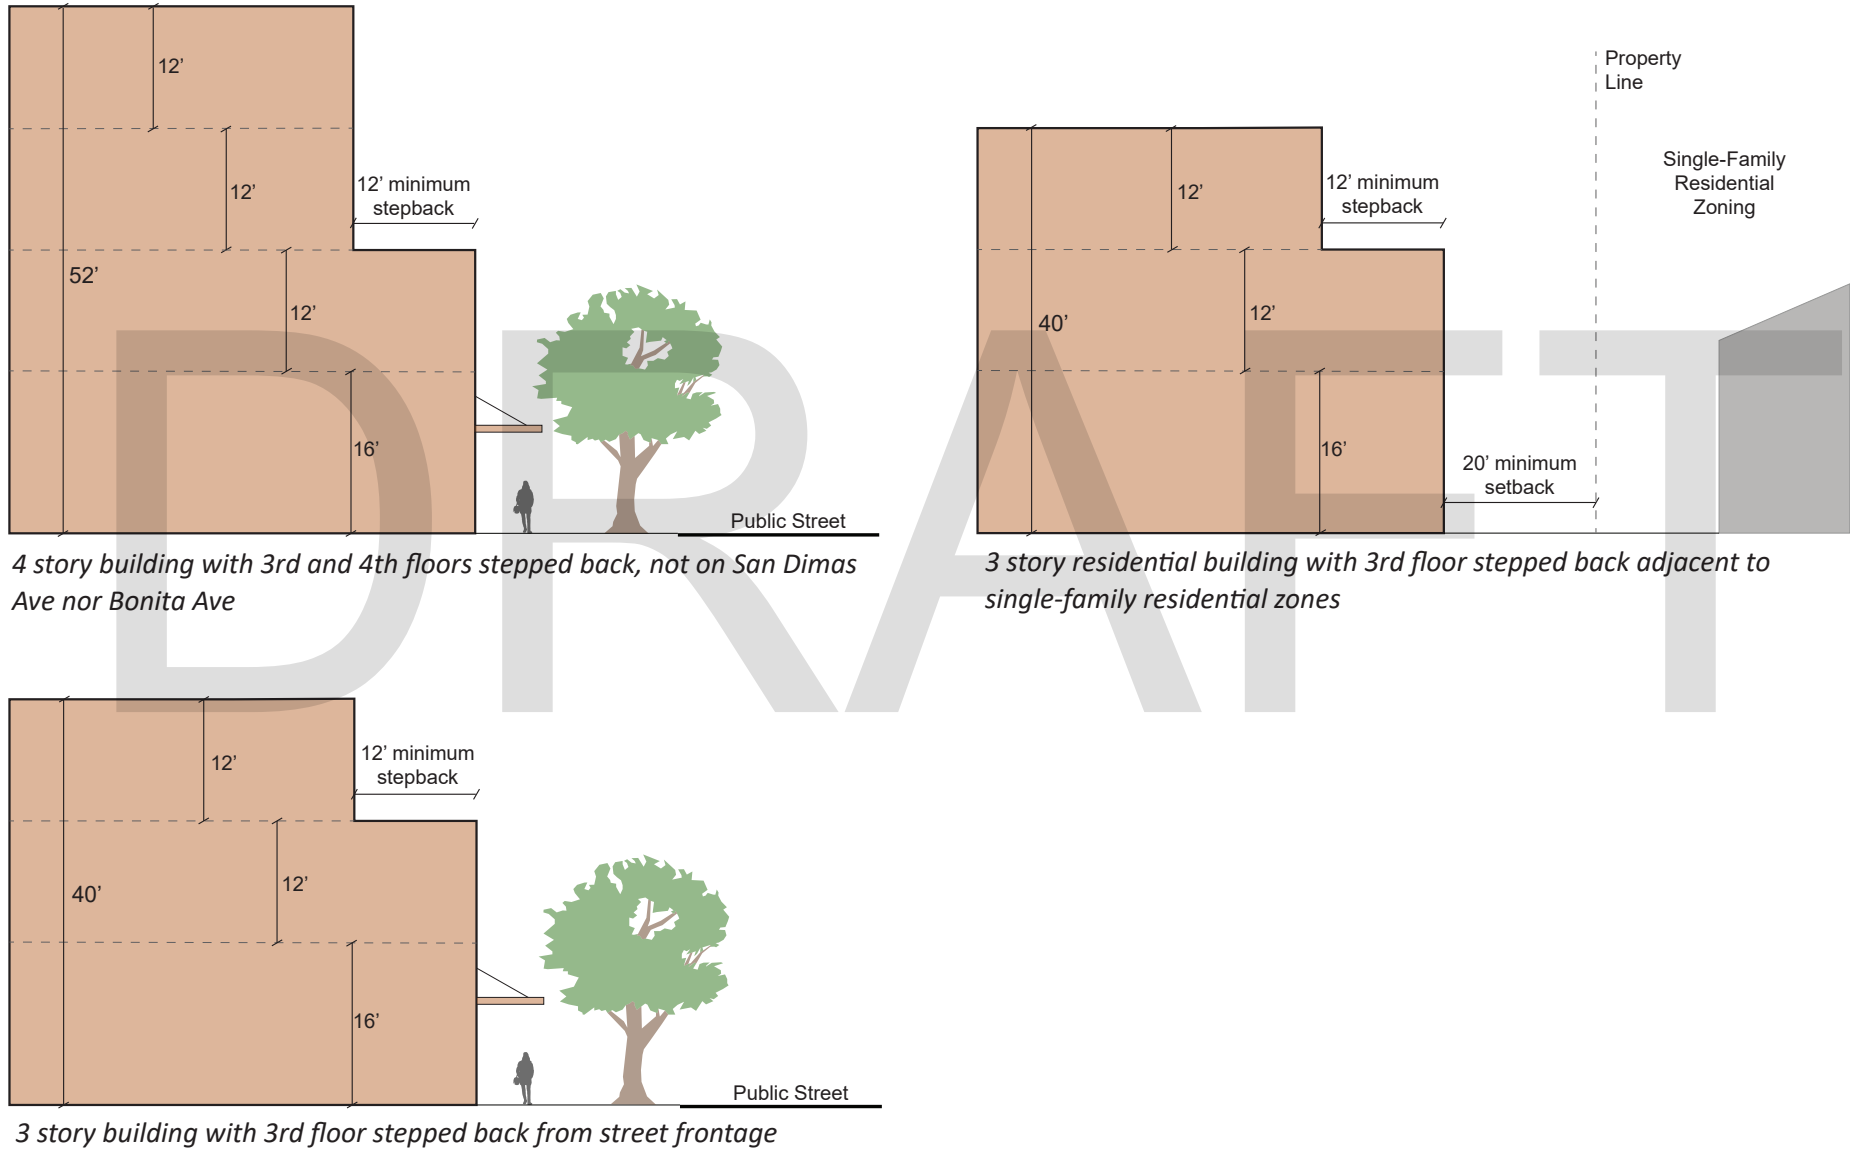 12’
12’
12’ minimum
stepback
52’
12’
16’
Public Street
4 story building with 3rd and 4th floors stepped back, not on San Dimas
Ave nor Bonita Ave
Property
Line
Single-Family
Residential
Zoning
12’
12’ minimum
stepback
40’
12’
16’
20’ minimum
setback
3 story residential building with 3rd floor stepped back adjacent to
single-family residential zones
DRAFT
12’
12’ minimum
stepback
40’
12’
16’
Public Street
3 story building with 3rd floor stepped back from street frontage